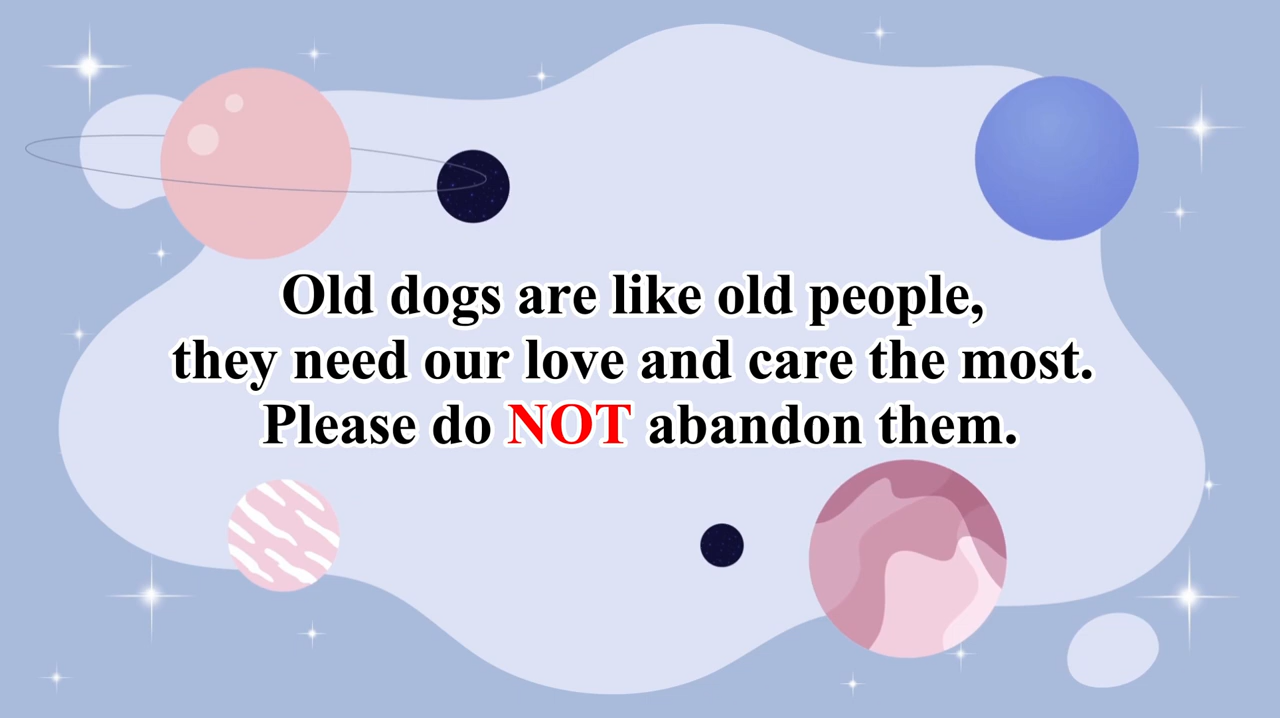 Old dogs are like old people,
they need our love and care the most.
Please do NOT abandon them.